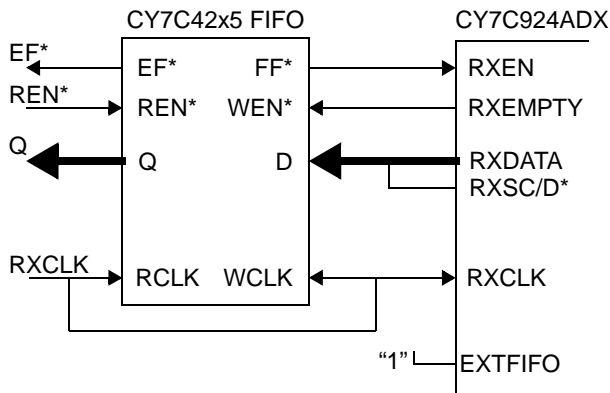 CY7C42x5 FIFO CY7C924ADX
EF* EF* FF* RXEN
REN* REN* WEN* RXEMPTY
Q Q D RXDATA
RXSC/D*
RXCLK RCLK WCLK RXCLK
“1” EXTFIFO